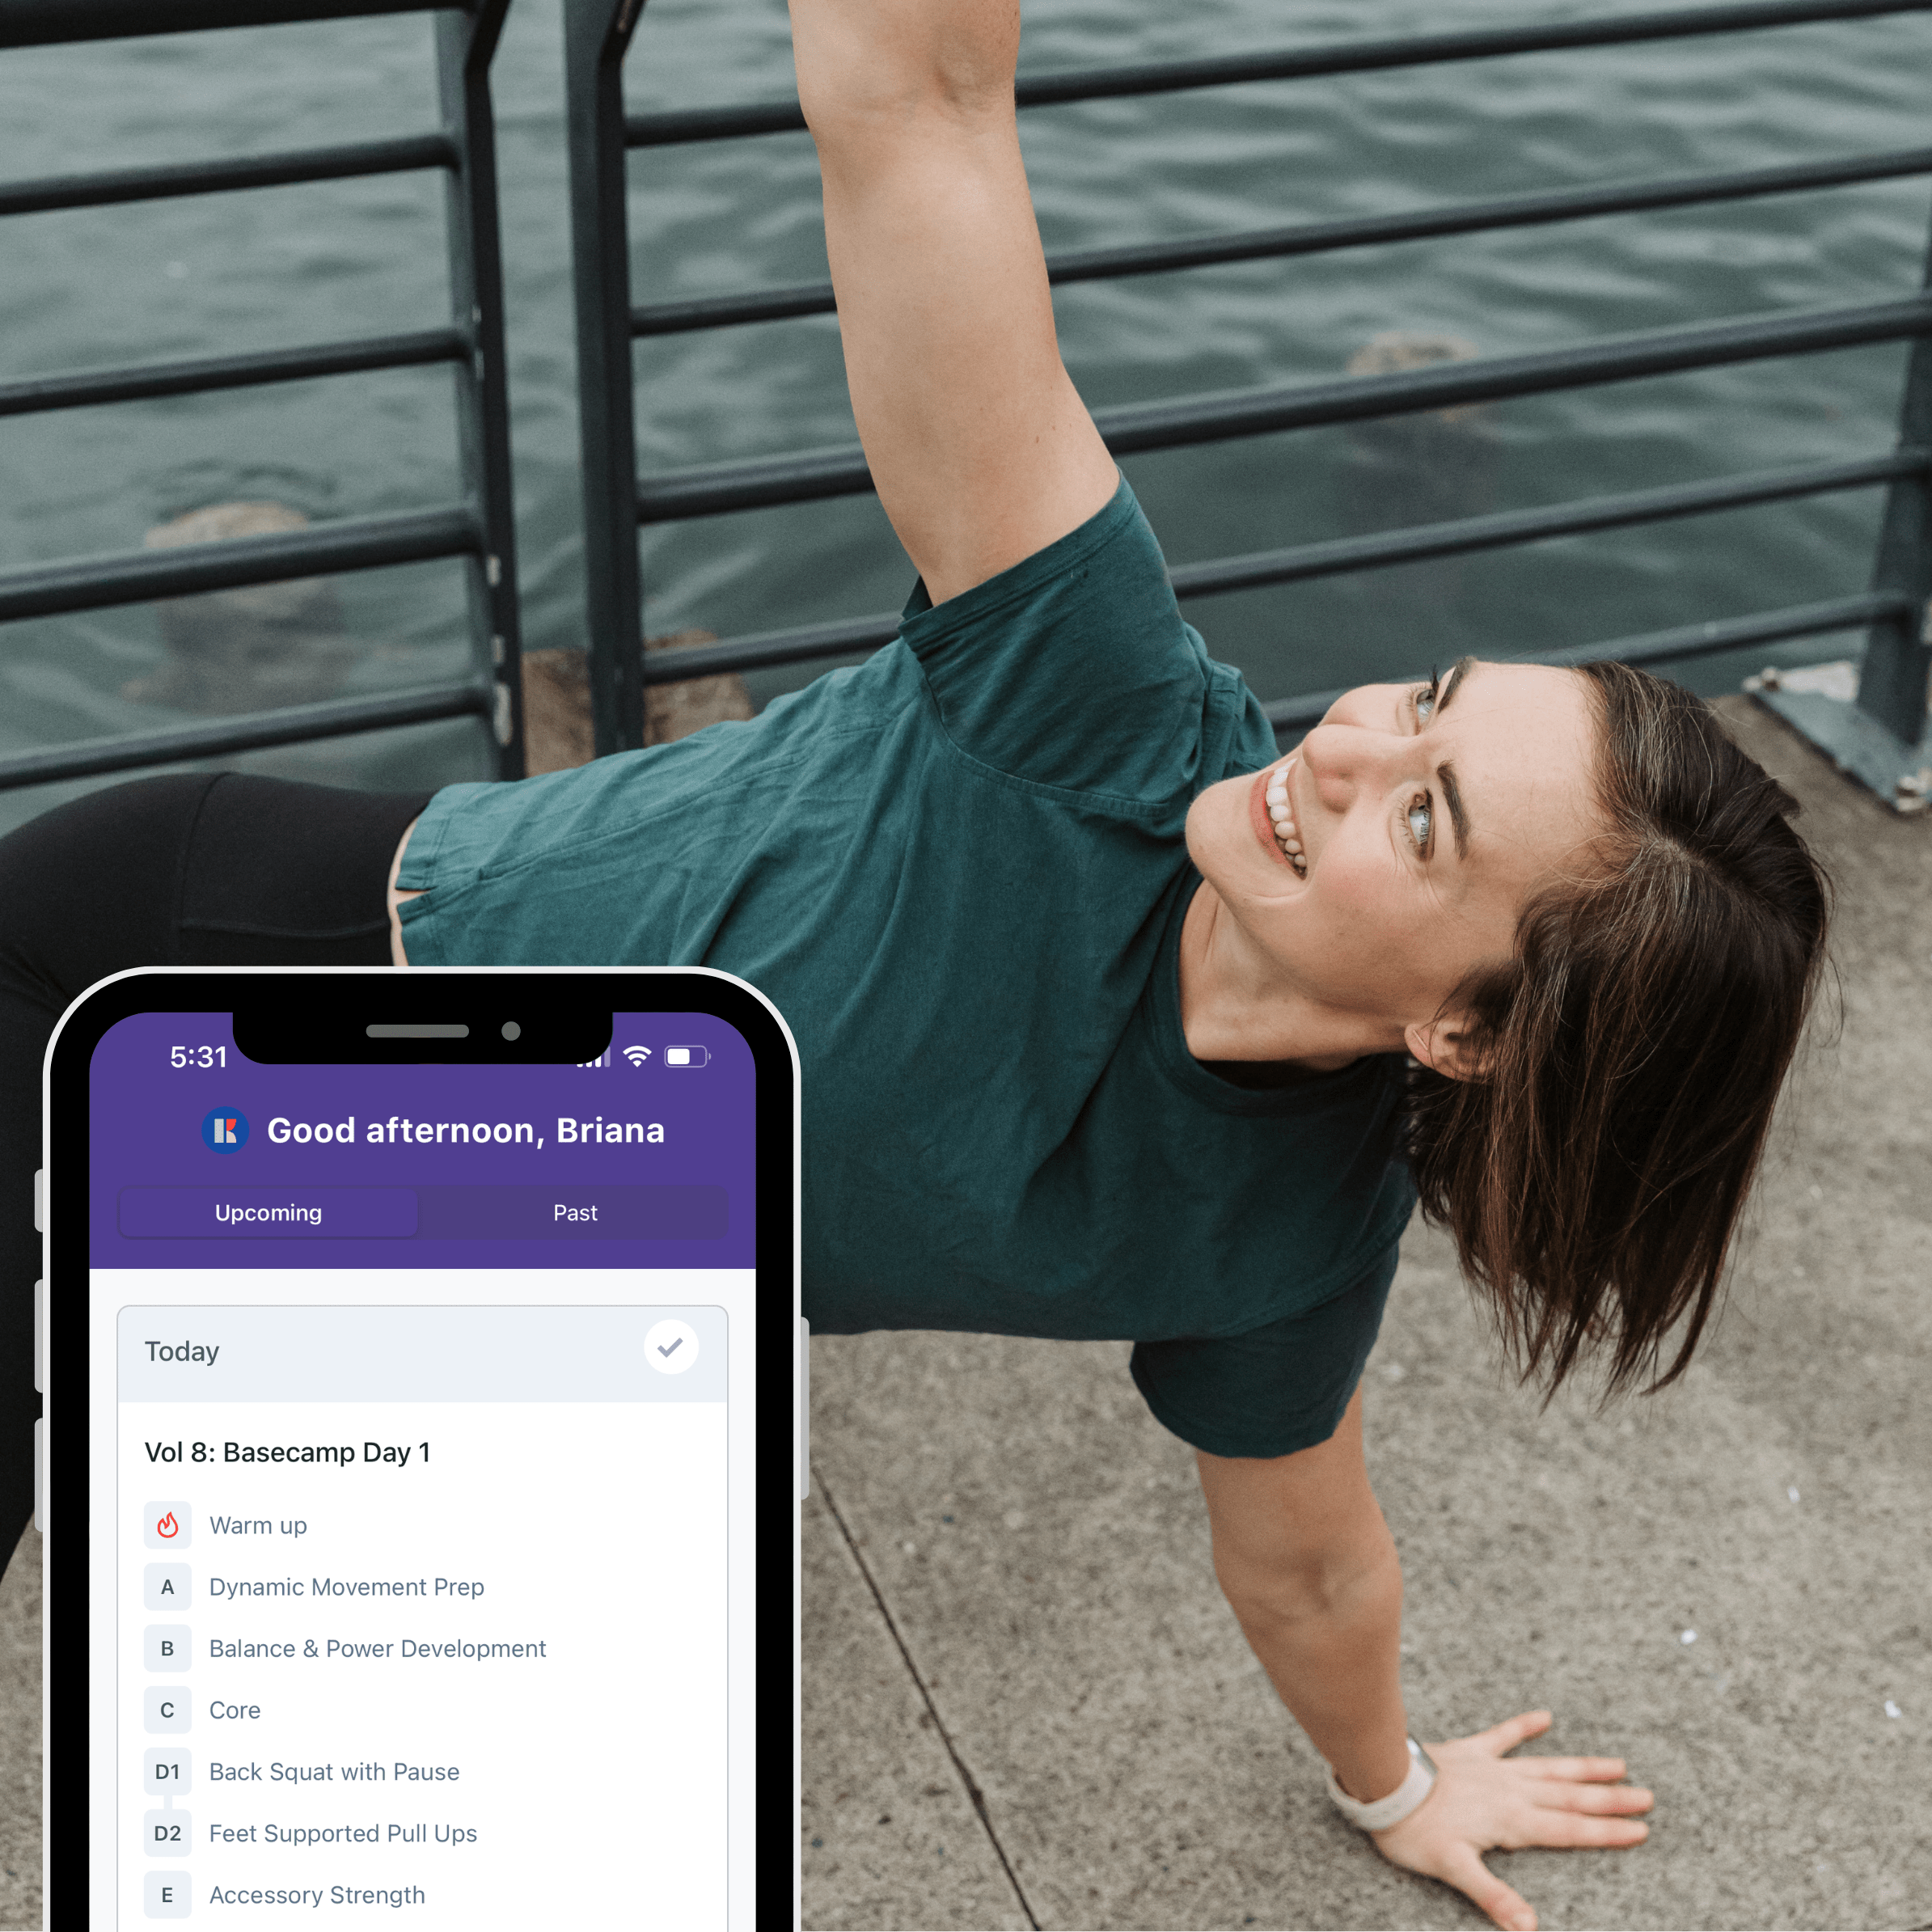 5:31
Good afternoon, Briana
Upcoming
Past
Today
Vol 8: Basecamp Day 1
Warm up
A Dynamic Movement Prep
B Balance & Power Development
C Core
D1 Back Squat with Pause
D2 Feet Supported Pull Ups
E Accessory Strength